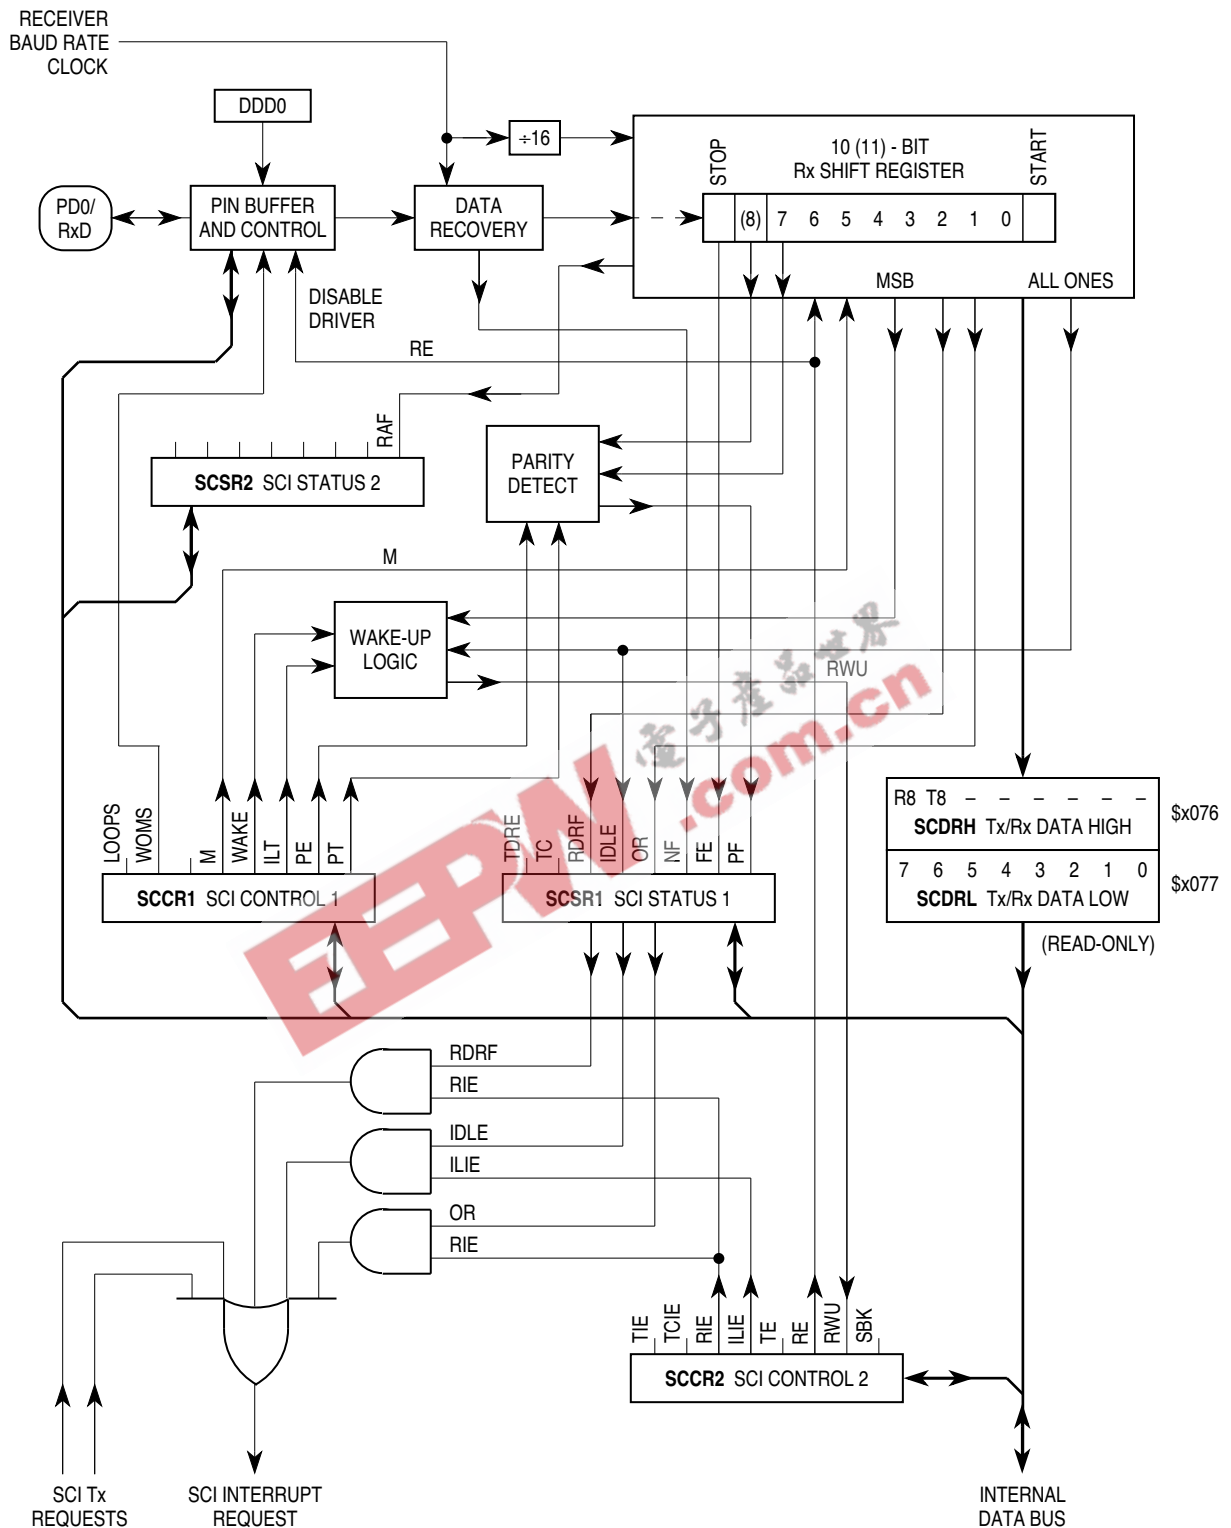 RECEIVER
BAUD RATE
CLOCK
DDD0
÷16
10 (11) - BIT
Rx SHIFT REGISTER
STOP
START
PD0/
RxD
PIN BUFFER
AND CONTROL
DATA
RECOVERY
(8) 7 6 5 4 3 2 1 0
MSB
ALL ONES
DISABLE
DRIVER
RE
RAF
SCSR2 SCI STATUS 2
PARITY
DETECT
M
WAKE-UP
LOGIC
RWU
電子產品世界
.com.cn
EEPW
LOOPS
WOMS
M
WAKE
ILT
PE
PT
SCCR1 SCI CONTROL 1
TDRE
TC
RDRF
IDLE
OR
NF
FE
PF
SCSR1 SCI STATUS 1
R8 T8 – – – – – –
SCDRH Tx/Rx DATA HIGH
$x076
7 6 5 4 3 2 1 0
SCDRL Tx/Rx DATA LOW
$x077
(READ-ONLY)
RDRF
RIE
IDLE
ILIE
OR
RIE
TIE
TCIE
RIE
ILIE
TE
RE
RWU
SBK
SCCR2 SCI CONTROL 2
SCI Tx
REQUESTS
SCI INTERRUPT
REQUEST
INTERNAL
DATA BUS